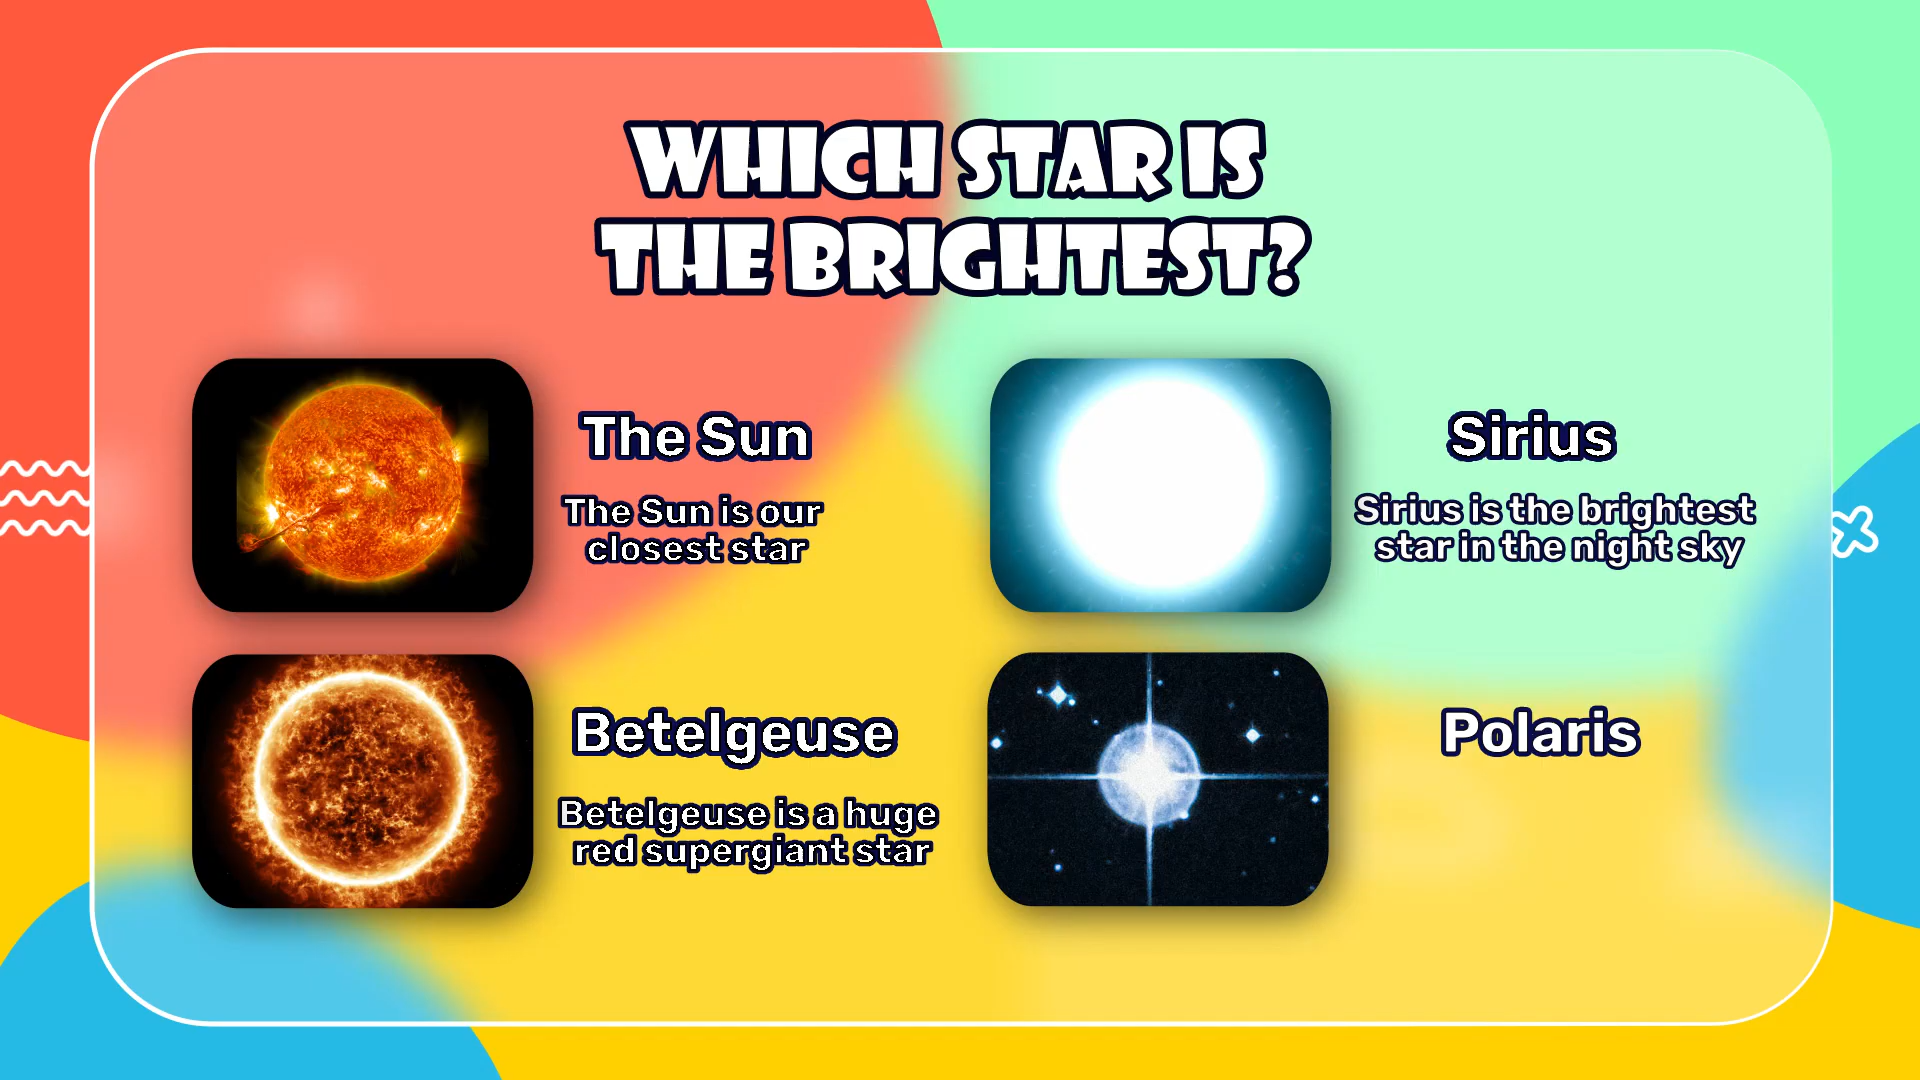 WHICH STAR IS
THE BRIGHTEST?
The Sun
The Sun is our
closest star
Sirius
Sirius is the brightest
star in the night sky
Betelgeuse
Betelgeuse is a huge
red supergiant star
Polaris